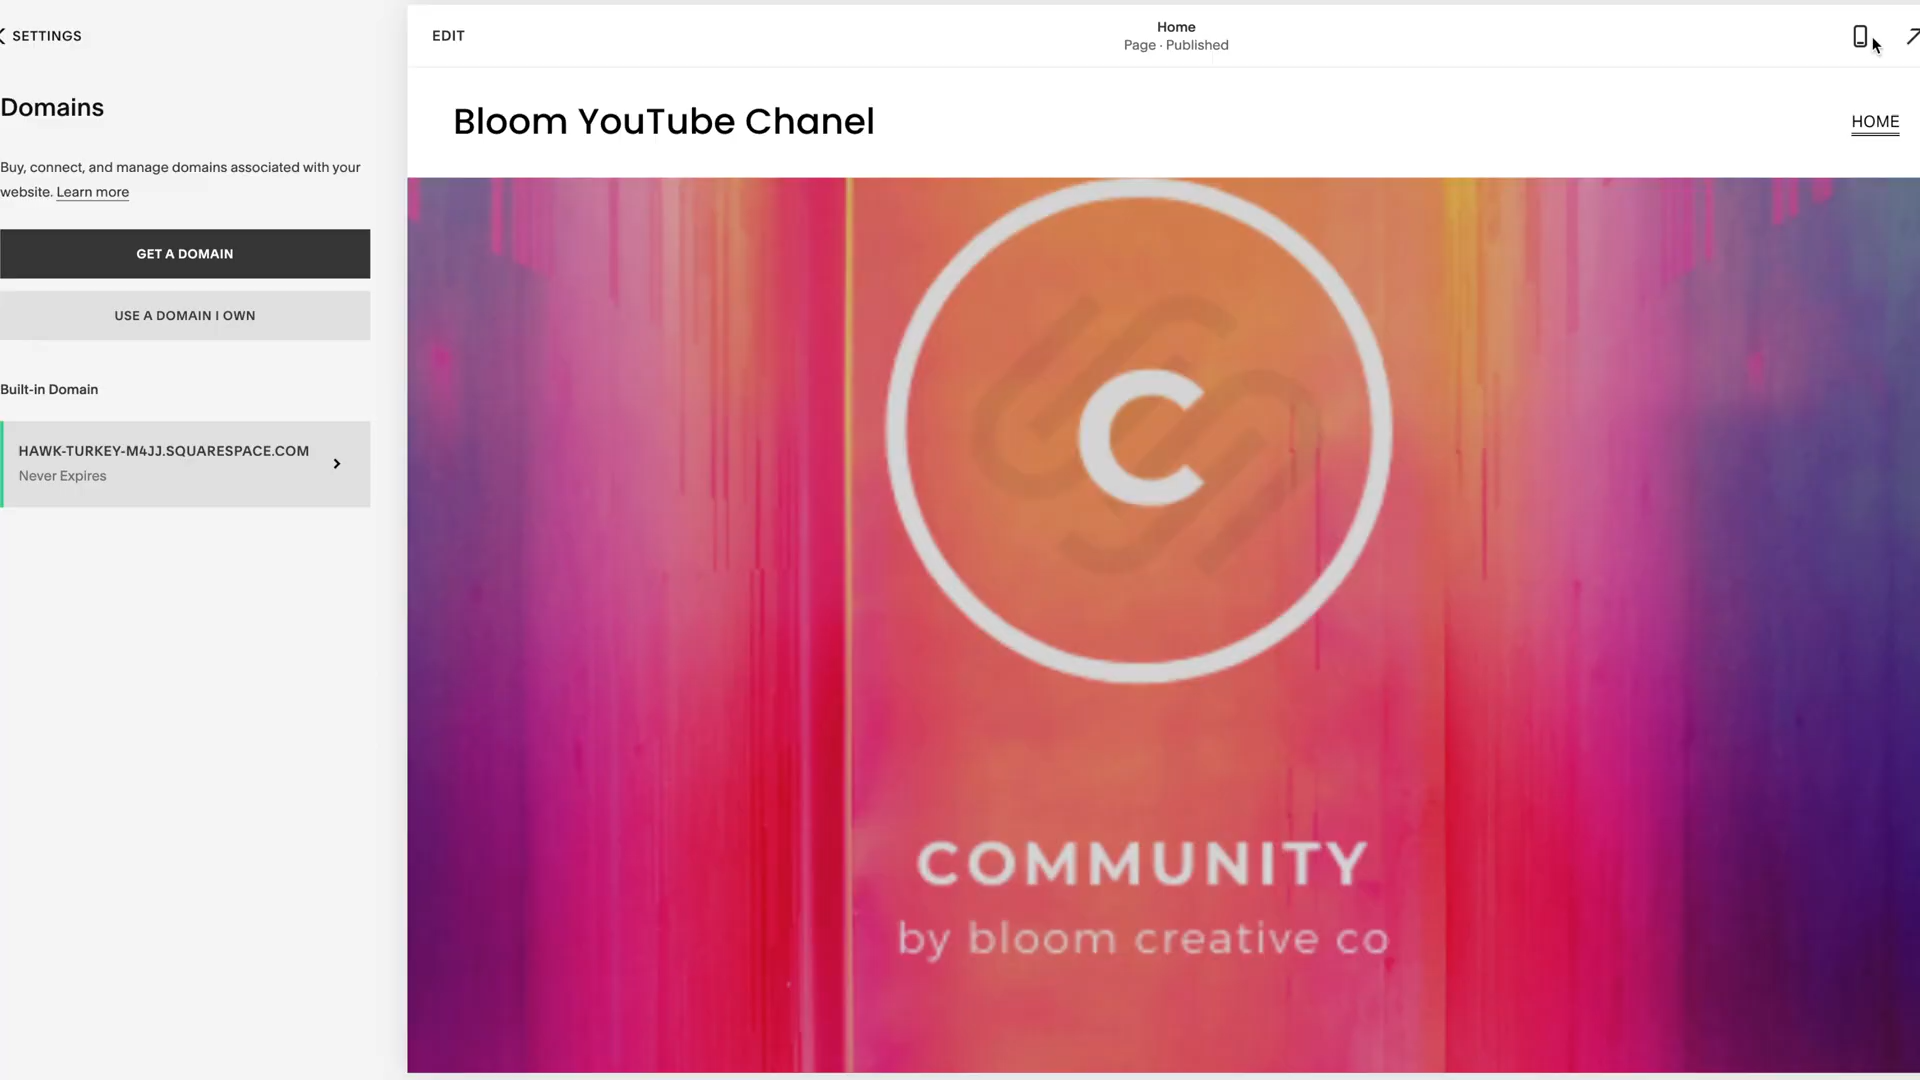 SETTINGS
Domains
Buy, connect, and manage domains associated with your
website. Learn more
GET A DOMAIN
USE A DOMAIN I OWN
Built-in Domain
HAWK-TURKEY-M4JJ.SQUARESPACE.COM
Never Expires
EDIT
Home
Page · Published
Bloom YouTube Chanel
HOME
C
COMMUNITY
by bloom creative co